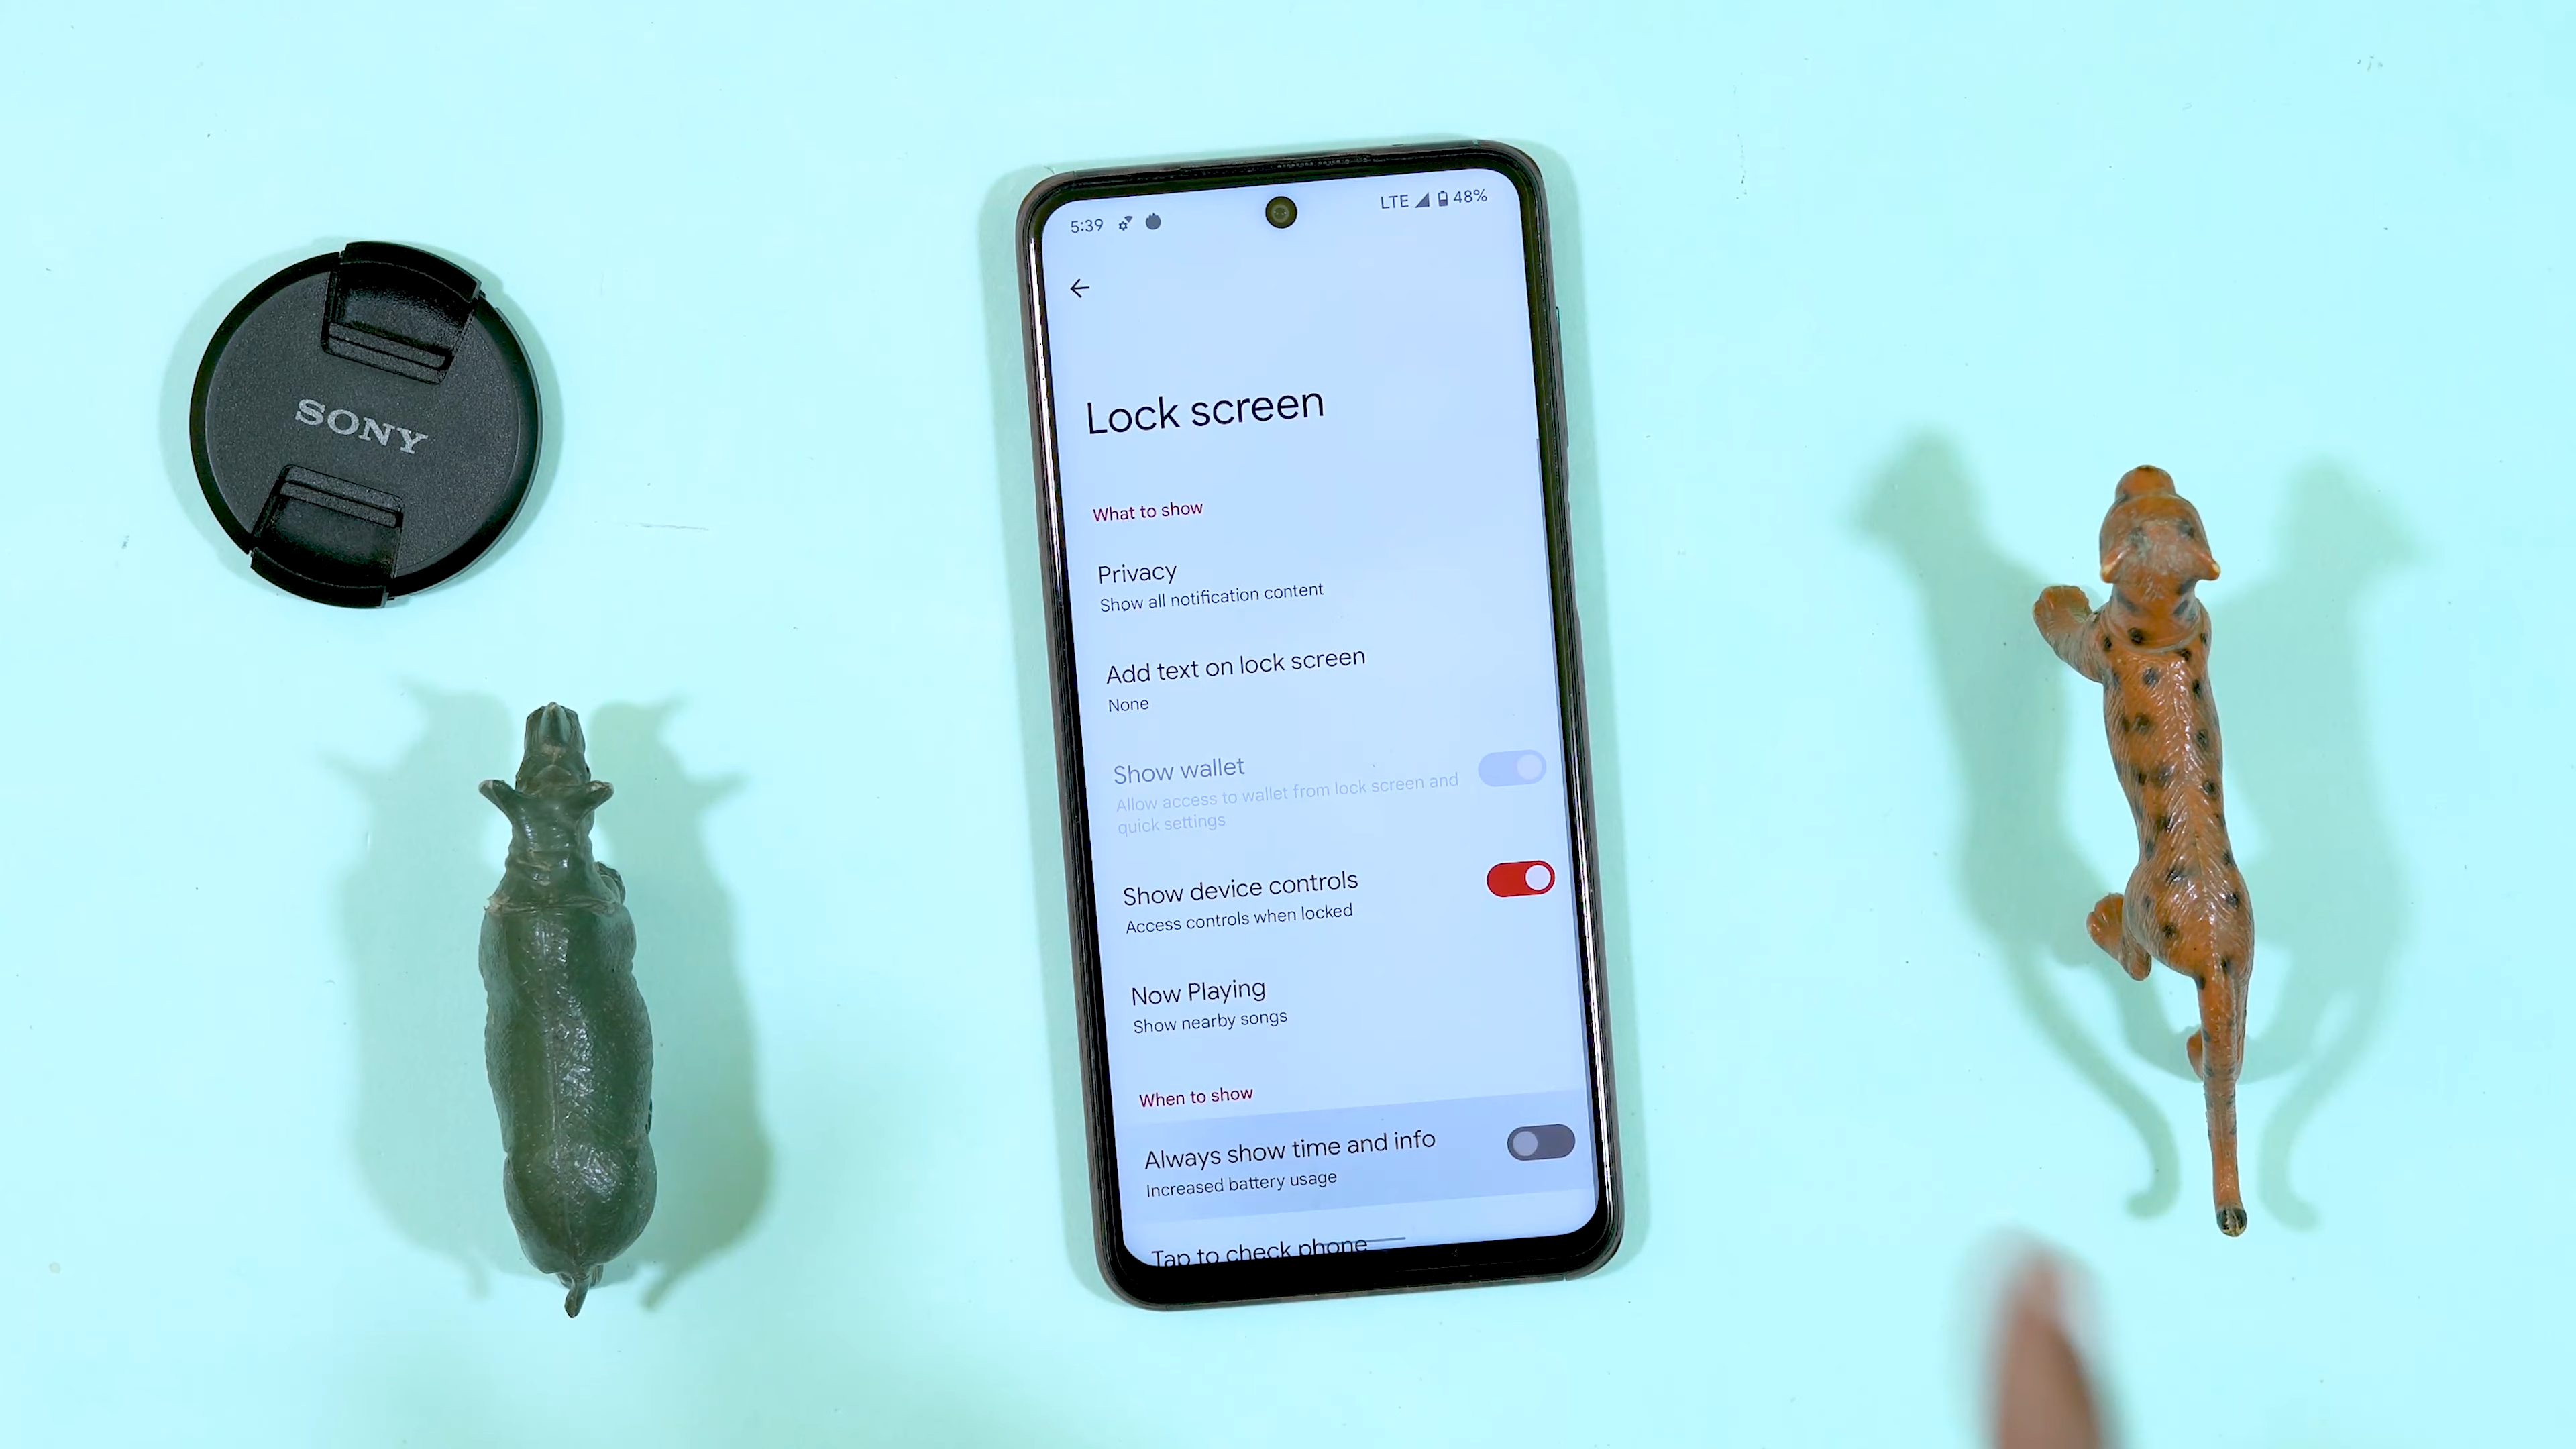 SONY
5:39 LTE 48%
Lock screen
What to show
Privacy
Show all notification content
Add text on lock screen
None
Show wallet
Allow access to wallet from lock screen and
quick settings
Show device controls
Access controls when locked
Now Playing
Show nearby songs
When to show
Always show time and info
Increased battery usage
Tap to check phone